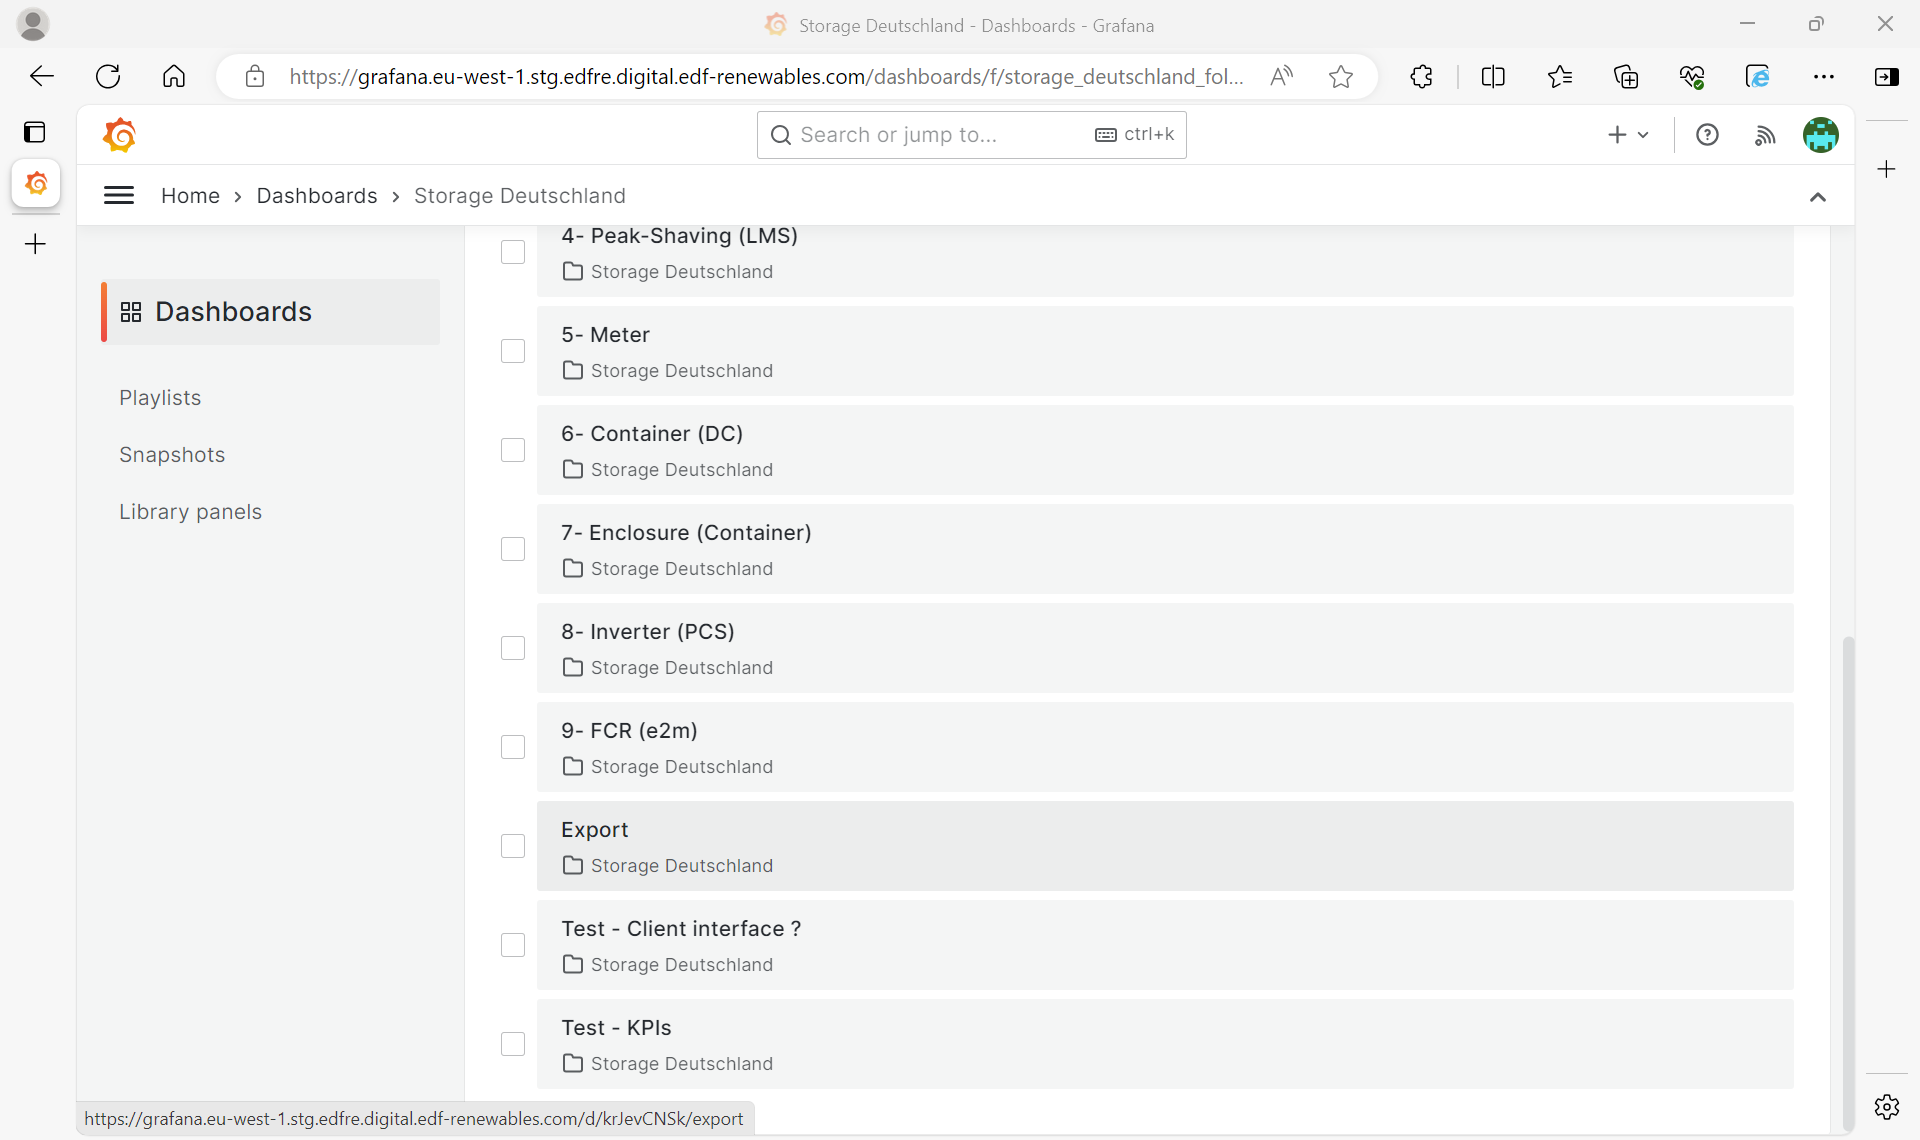 Storage Deutschland - Dashboards - Grafana
https://grafana.eu-west-1.stg.edfre.digital.edf-renewables.com/dashboards/f/storage_deutschland_fol...
Search or jump to...
ctrl+k
Home › Dashboards › Storage Deutschland
Dashboards
Playlists
Snapshots
Library panels
4- Peak-Shaving (LMS)
Storage Deutschland
5- Meter
Storage Deutschland
6- Container (DC)
Storage Deutschland
7- Enclosure (Container)
Storage Deutschland
8- Inverter (PCS)
Storage Deutschland
9- FCR (e2m)
Storage Deutschland
Export
Storage Deutschland
Test - Client interface ?
Storage Deutschland
Test - KPIs
Storage Deutschland
https://grafana.eu-west-1.stg.edfre.digital.edf-renewables.com/d/krJevCNSk/export